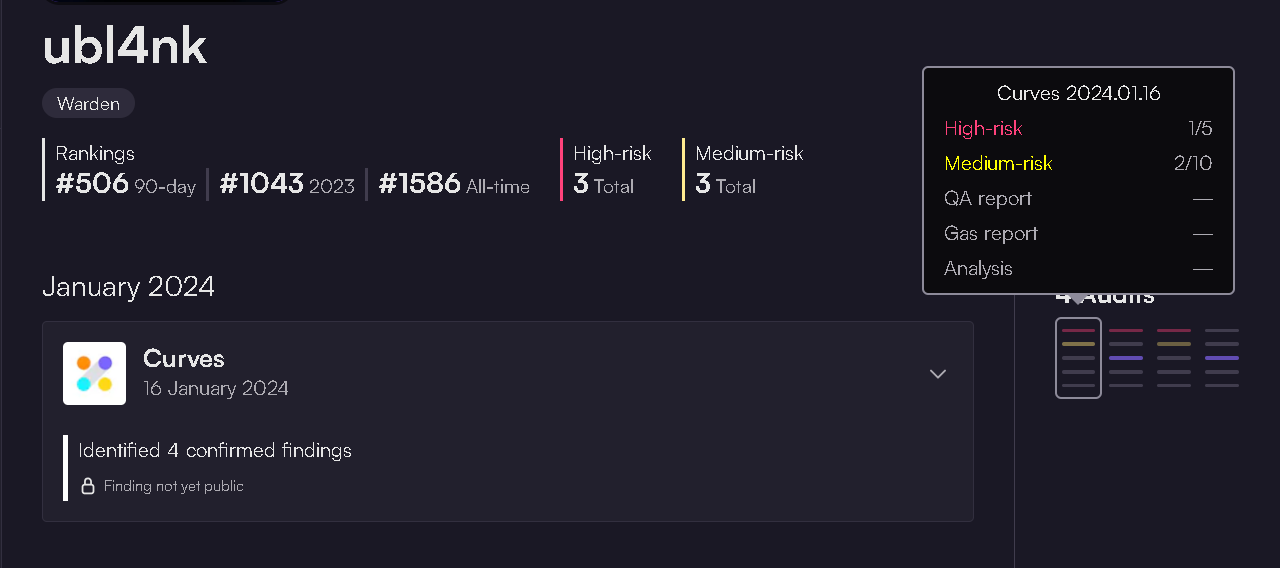 ubl4nk
Warden
Rankings
#506 90-day #1043 2023 #1586 All-time
High-risk
3 Total
Medium-risk
3 Total
Curves 2024.01.16
High-risk 1/5
Medium-risk 2/10
QA report —
Gas report —
Analysis —
4 Audits
January 2024
Curves
16 January 2024
Identified 4 confirmed findings
Finding not yet public